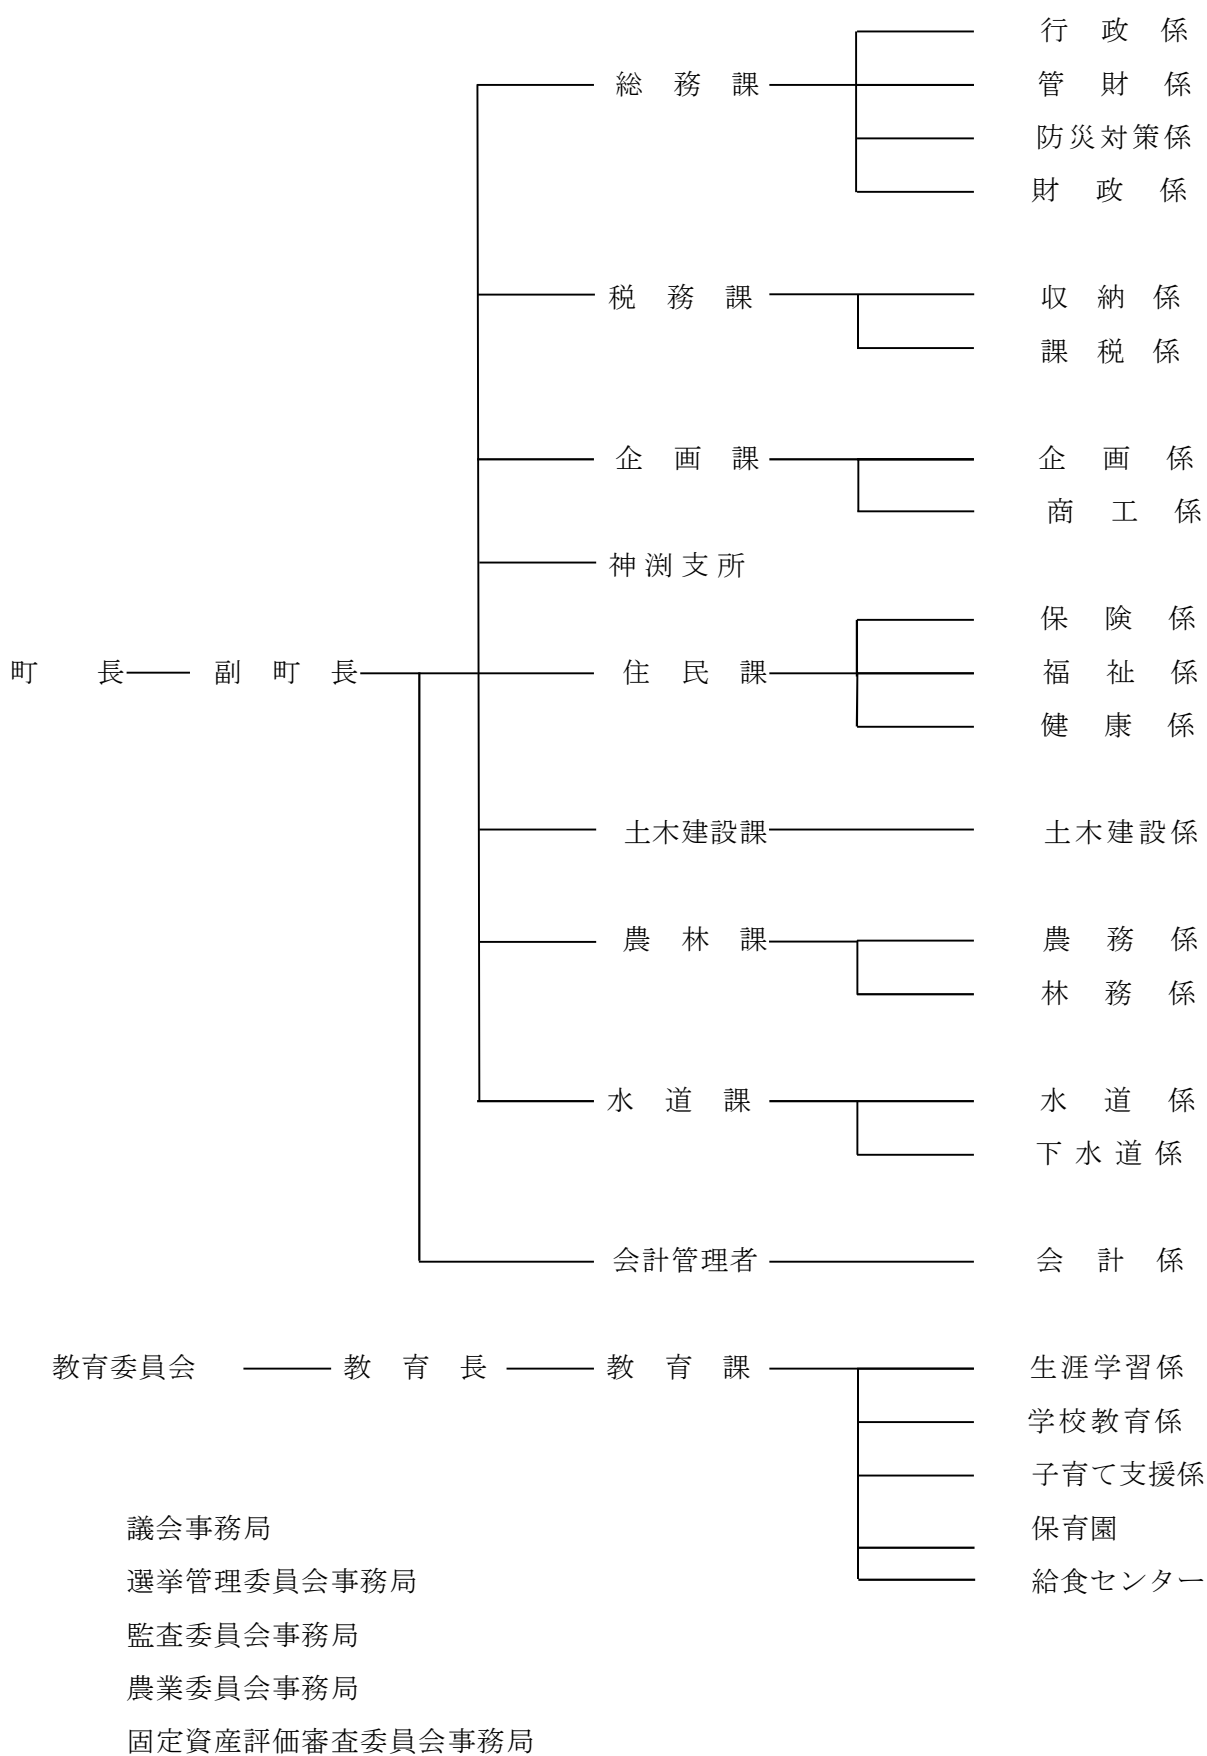 行政係
総務課 管財係
防災対策係
財政係
税務課 収納係
課税係
企画課 企画係
商工係
神渕支所
保険係
町長 副町長 住民課 福祉係
健康係
土木建設課 土木建設係
農林課 農務係
林務係
水道課 水道係
下水道係
会計管理者 会計係
教育委員会 教育長 教育課 生涯学習係
学校教育係
子育て支援係
議会事務局 保育園
選挙管理委員会事務局 給食センター
監査委員会事務局
農業委員会事務局
固定資産評価審査委員会事務局